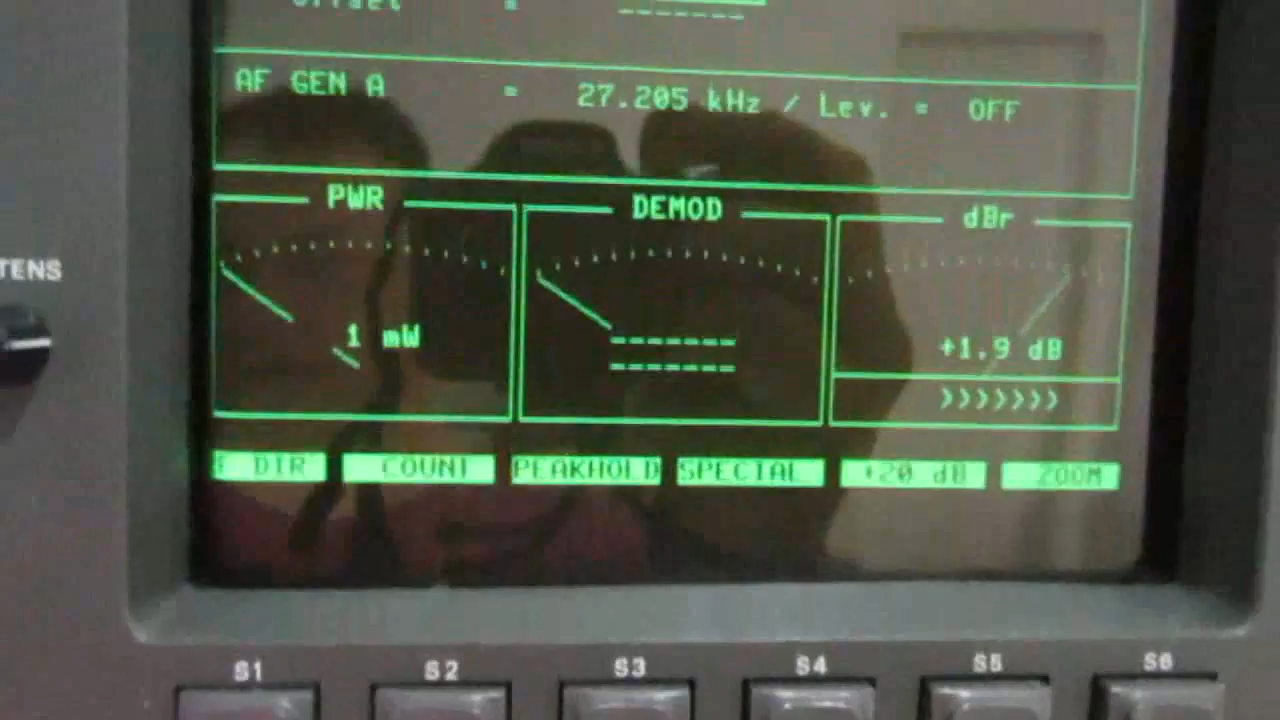 Offset =
AF GEN A = 27.205 kHz / Lev. = OFF
PWR DEMOD dBr
TENS
1 mW
-------
+1.9 dB
-------
>>>>>>>
F DIR COUNT PEAKHOLD SPECIAL +20 dB ZOOM
S1 S2 S3 S4 S5 S6